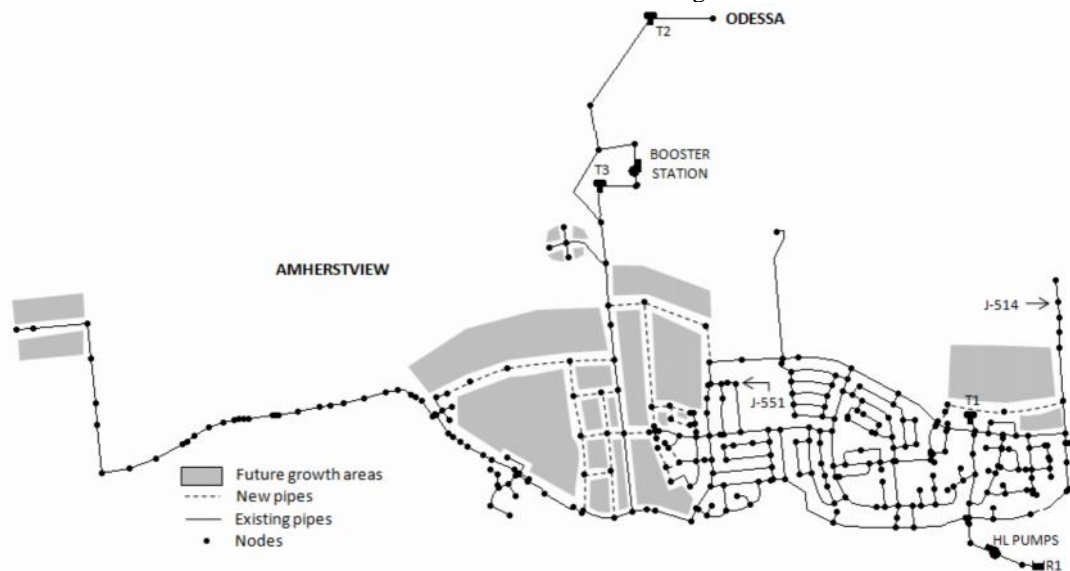 ODESSA
T2
BOOSTER
STATION
T3
AMHERSTVIEW
J-514
T1
J-551
Future growth areas
New pipes
Existing pipes
Nodes
HL PUMPS